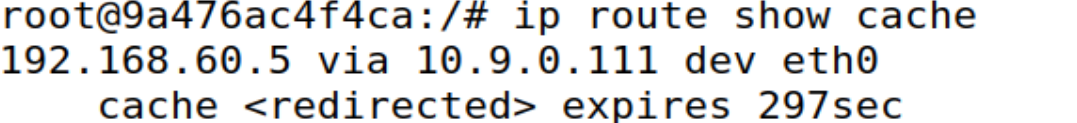 root@9a476ac4f4ca:/# ip route show cache
192.168.60.5 via 10.9.0.111 dev eth0
    cache <redirected> expires 297sec